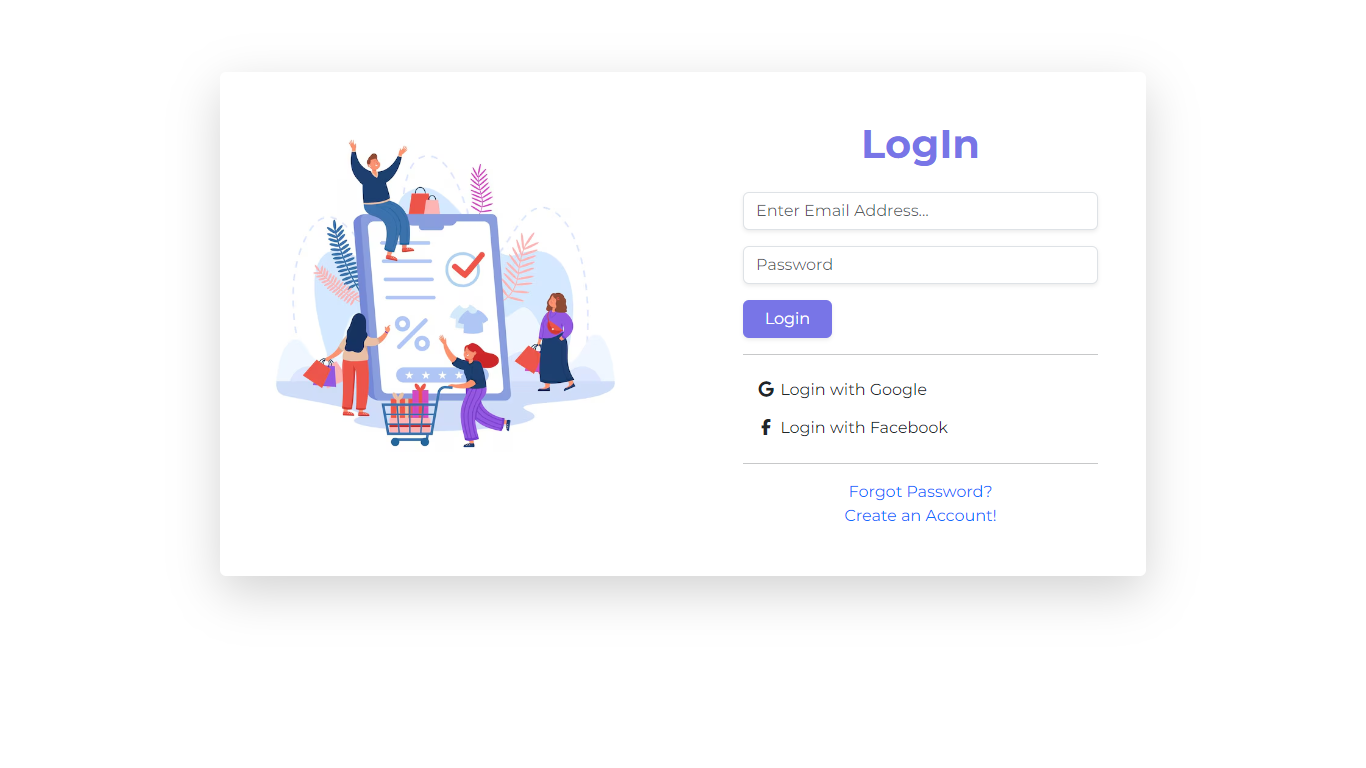 LogIn
Enter Email Address...
Password
Login
Login with Google
Login with Facebook
Forgot Password?
Create an Account!